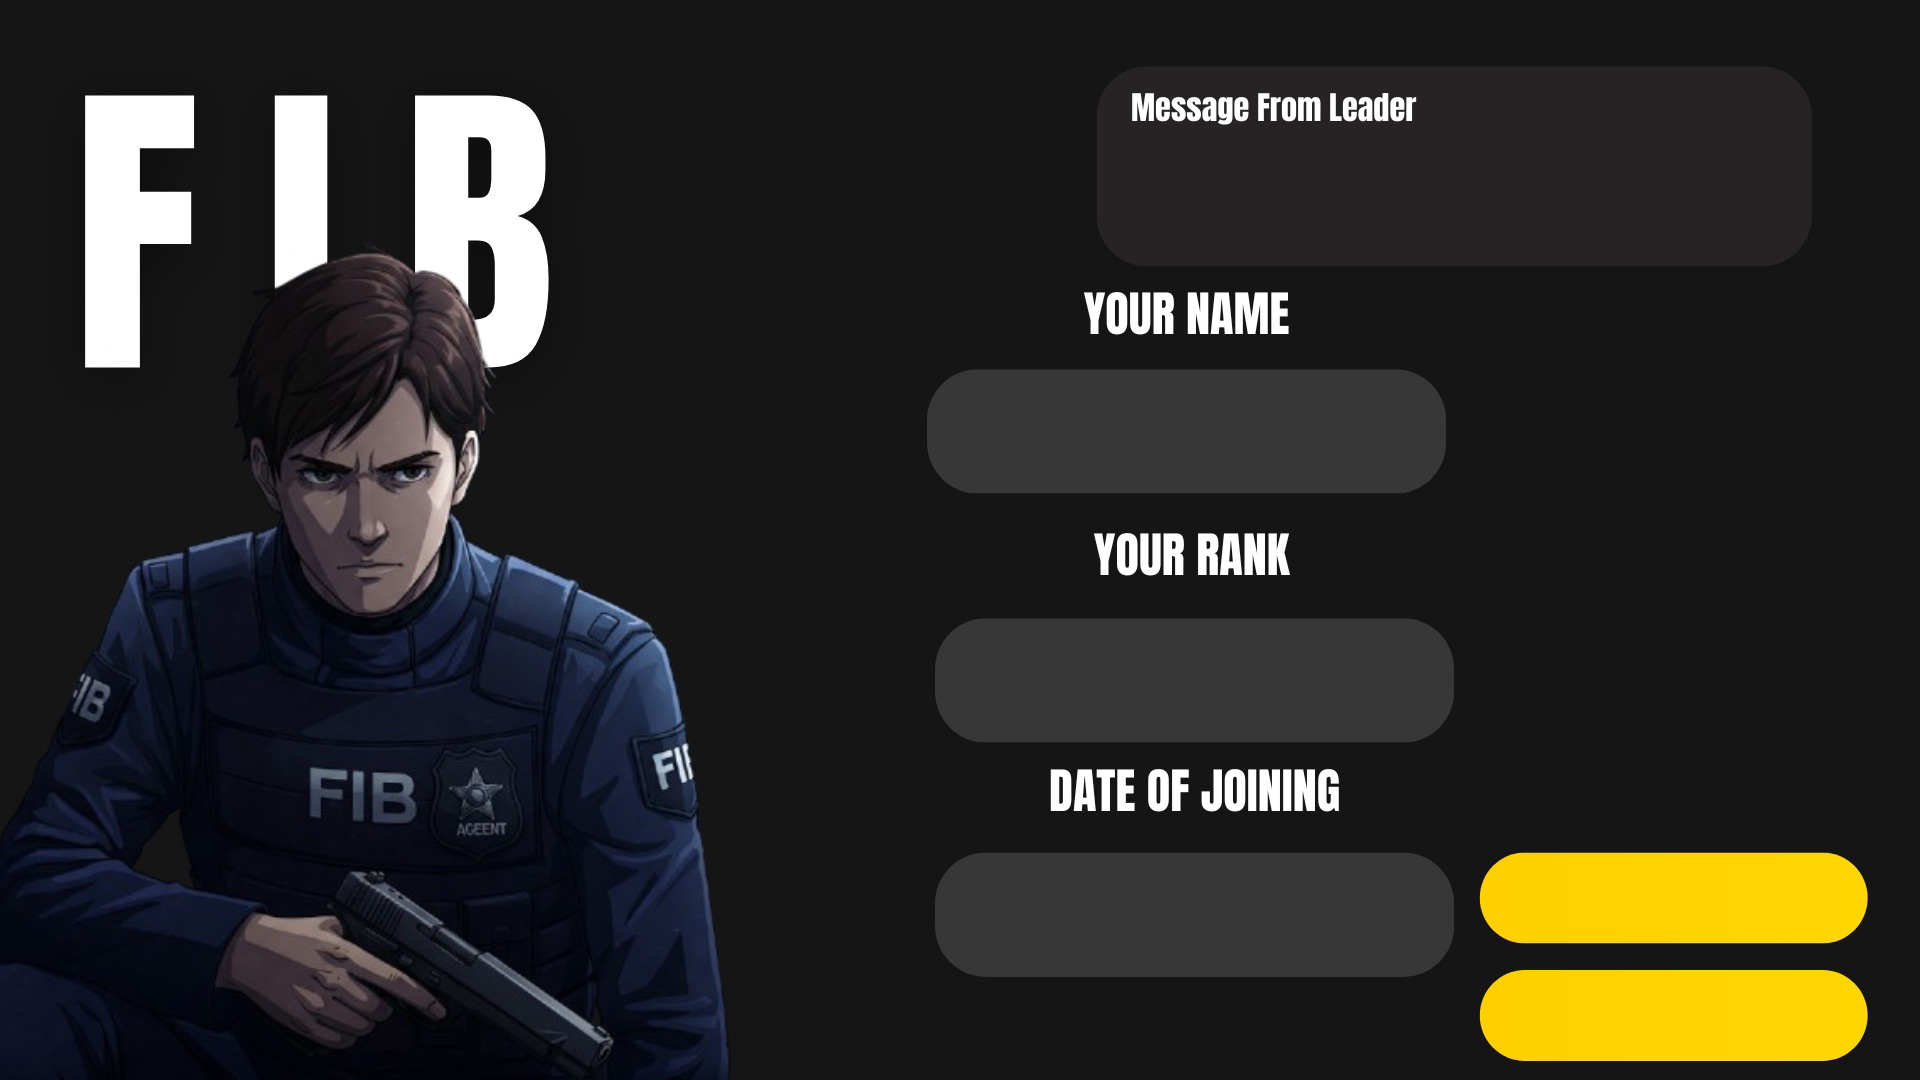 FIB
Message From Leader
YOUR NAME
YOUR RANK
DATE OF JOINING
FIB
FIB
AGEENT
FIB